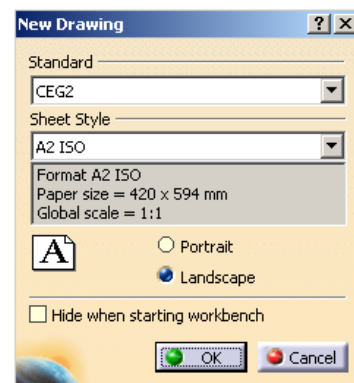 New Drawing
Standard
CEG2
Sheet Style
A2 ISO
Format A2 ISO
Paper size = 420 x 594 mm
Global scale = 1:1
A
Portrait
Landscape
Hide when starting workbench
OK
Cancel